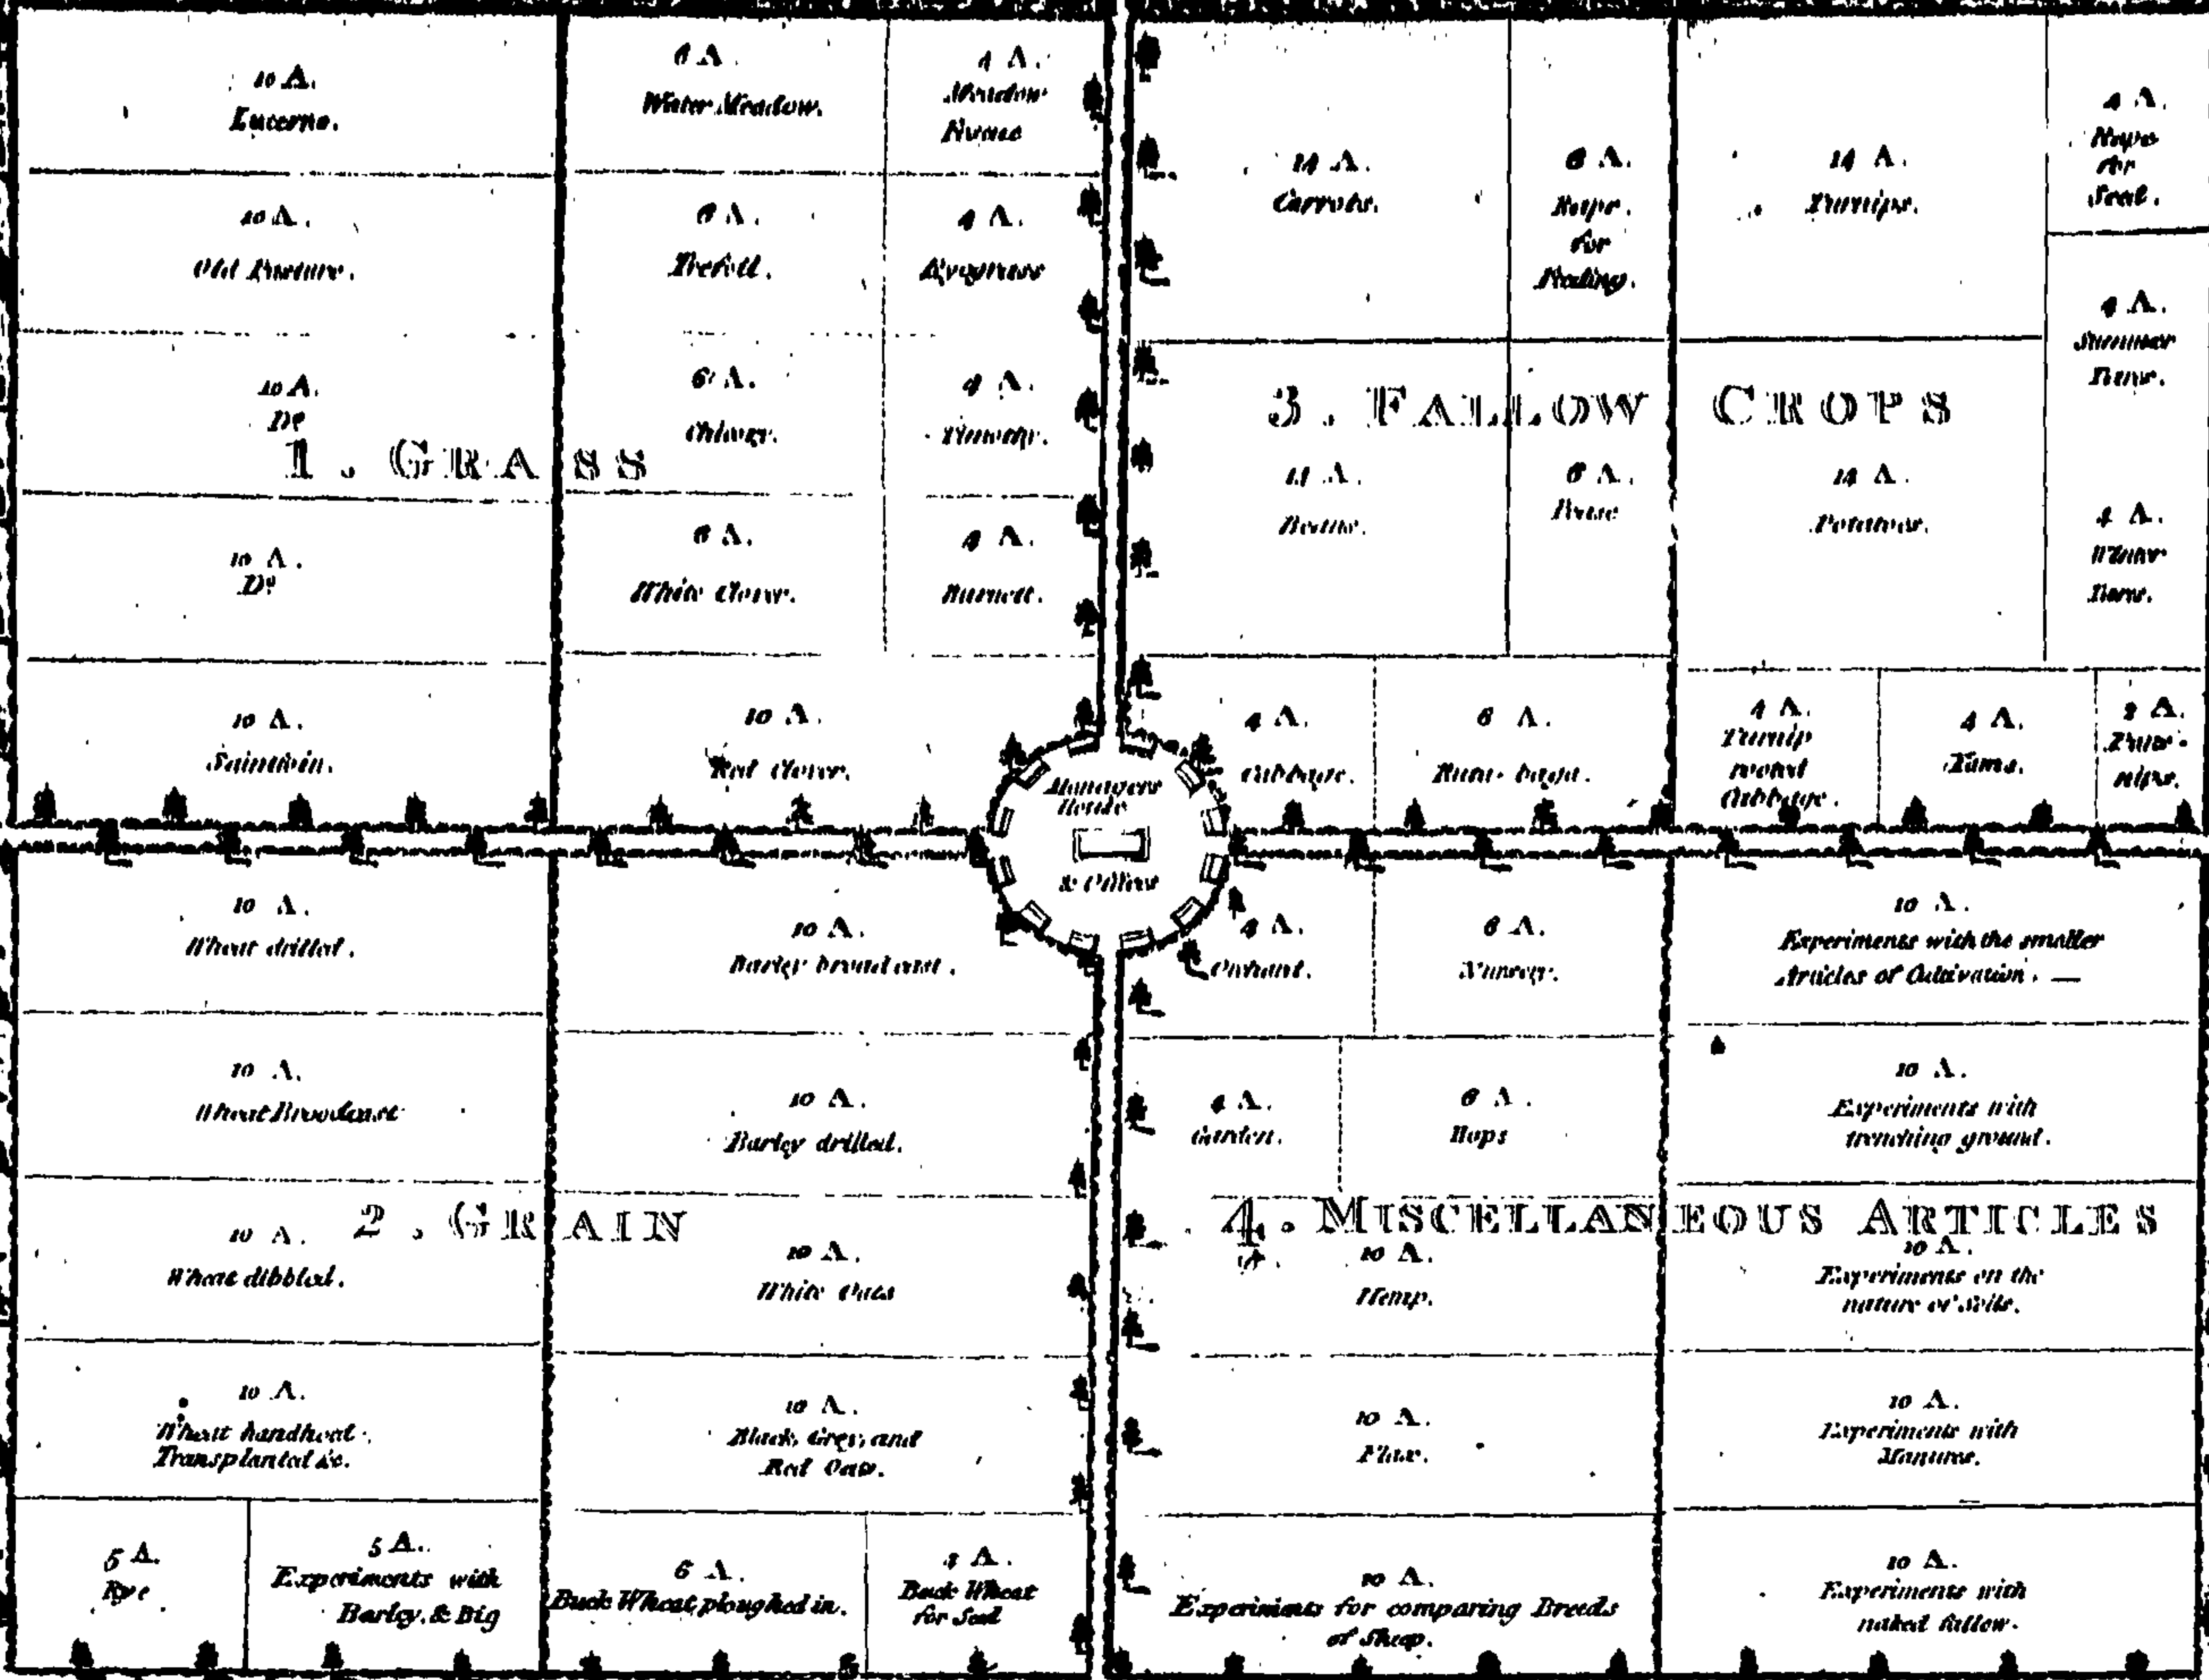 10 A.
Lucerne.
6 A.
Water Meadow.
4 A.
Meadow
10 A.
Old Pasture.
6 A.
Trefoil.
4 A.
Ryegrass
10 A.
Do
6 A.
Chicory.
4 A.
Timothy.
1. GRASS
10 A.
Do
6 A.
White Clover.
4 A.
Burnett.
10 A.
Saintfoin.
10 A.
Red Clover.
14 A.
Carrots.
6 A.
Rape.
for
Feeding.
14 A.
Turnips.
4 A.
Rape
for
Seed.
4 A.
Summer
Tares.
3. FALLOW CROPS
14 A.
Beans.
6 A.
Pease
14 A.
Potatoes.
4 A.
Winter
Tares.
4 A.
Cabbage.
6 A.
Ruta-baga.
4 A.
Turnip
rooted
Cabbage.
4 A.
Yams.
2 A.
Pars-
nips.
Managers
House
& Offices
10 A.
Wheat drilled.
10 A.
Barley broad cast.
10 A.
Wheat Broadcast
10 A.
Barley drilled.
2. GRAIN
10 A.
Wheat dibbled.
10 A.
White Oats
10 A.
Wheat handhoed.
Transplanted &c.
10 A.
Black, Grey, and
Red Oats.
5 A.
Rye
5 A.
Experiments with
Barley, & Big
6 A.
Buck Wheat, ploughed in.
4 A.
Buck Wheat
for Seed
4 A.
Orchard.
6 A.
Nursery.
10 A.
Experiments with the smaller
Articles of Cultivation. —
4 A.
Garden.
6 A.
Hops
10 A.
Experiments with
trenching ground.
4. MISCELLANEOUS ARTICLES
10 A.
Hemp.
10 A.
Experiments on the
nature of Soils.
10 A.
Flax.
10 A.
Experiments with
Manures.
10 A.
Experiments for comparing Breeds
of Sheep.
10 A.
Experiments with
naked fallow.